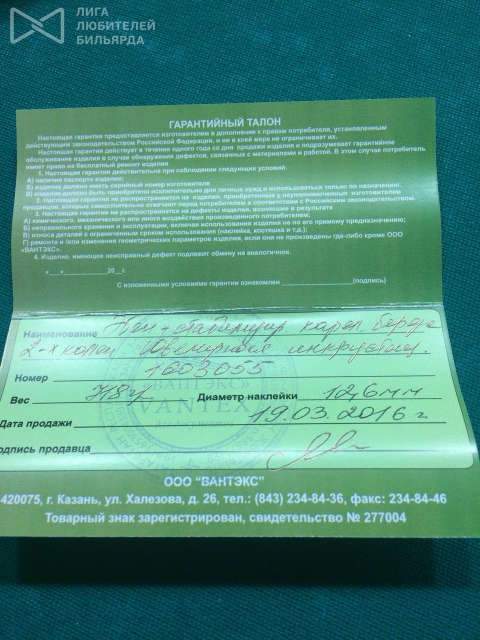 ЛИГА
ЛЮБИТЕЛЕЙ
БИЛЬЯРДА
ГАРАНТИЙНЫЙ ТАЛОН
Настоящая гарантия предоставляется изготовителем в дополнение к правам потребителя, установленным
действующим законодательством Российской Федерации, и ни в коей мере не ограничивает их.
Настоящая гарантия действует в течении одного года со дня продажи изделия и подразумевает гарантийное
обслуживание изделия в случае обнаружения дефектов, связанных с материалами и работой. В этом случае потребитель
имеет право на бесплатный ремонт изделия
1. Настоящая гарантия действительна при соблюдении следующих условий:
А) наличие паспорта изделия;
Б) изделие должно иметь серийный номер изготовителя
В) изделие должно быть приобретено исключительно для личных нужд и использоваться только по назначению.
2. настоящая гарантия не распространяется на изделия, приобретенные у неуполномоченных изготовителем
продавцов, которые самостоятельно отвечают перед потребителем в соответствии с Российским законодательством.
3. Настоящая гарантия не распространяется на дефекты изделия, возникшие в результате
А) химического, механического или иного воздействия произведенного потребителем;
Б) неправильного хранения и эксплуатации, включая использования изделия не по его прямому предназначению;
В) износа деталей с ограниченным сроком использования (наклейка, костяшка и т.д.);
Г) ремонта и /или изменения геометрических параметров изделия, если они не произведены где-либо кроме ООО
«ВАНТЭКС».
4. Изделия, имеющие неисправный дефект подлежит обмену на аналогичное.
«___»____________20__г.
С изложенными условиями гарантии ознакомлен ____________________(подпись)
Наименование
2-х
Номер 1603055
Вес 718г Диаметр наклейки 12,6мм
«ВАНТЭКС»
VANTEX
Дата продажи 19.03.2016 г
одпись продавца
ООО "ВАНТЭКС"
420075, г. Казань, ул. Халезова, д. 26, тел.: (843) 234-84-36, факс: 234-84-46
Товарный знак зарегистрирован, свидетельство № 277004